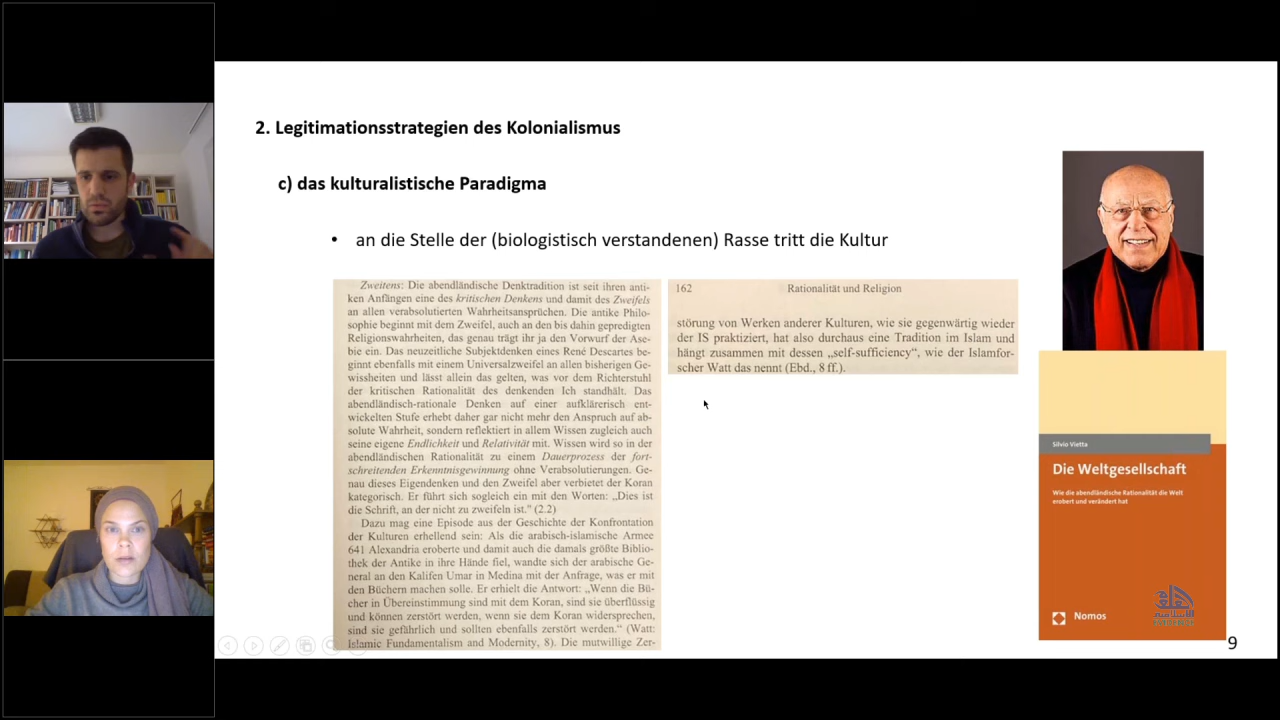 2. Legitimationsstrategien des Kolonialismus
c) das kulturalistische Paradigma
• an die Stelle der (biologistisch verstandenen) Rasse tritt die Kultur
Zweitens: Die abendländische Denktradition ist seit ihren anti-
ken Anfängen eine des kritischen Denkens und damit des Zweifels
an allen verabsolutierten Wahrheitsansprüchen. Die antike Philo-
sophie beginnt mit dem Zweifel, auch an den bis dahin gepredigten
Religionswahrheiten, das genau trägt ihr ja den Vorwurf der Ase-
bie ein. Das neuzeitliche Subjektdenken eines René Descartes be-
ginnt ebenfalls mit einem Universalzweifel an allen bisherigen Ge-
wissheiten und lässt allein das gelten, was vor dem Richterstuhl
der kritischen Rationalität des denkenden Ich standhält. Das
abendländisch-rationale Denken auf einer aufklärerisch ent-
wickelten Stufe erhebt daher gar nicht mehr den Anspruch auf ab-
solute Wahrheit, sondern reflektiert in allem Wissen zugleich auch
seine eigene Endlichkeit und Relativität mit. Wissen wird so in der
abendländischen Rationalität zu einem Dauerprozess der fort-
schreitenden Erkenntnisgewinnung ohne Verabsolutierungen. Ge-
nau dieses Eigendenken und den Zweifel aber verbietet der Koran
kategorisch. Er führt sich sogleich ein mit den Worten: „Dies ist
die Schrift, an der nicht zu zweifeln ist.“ (2.2)
Dazu mag eine Episode aus der Geschichte der Konfrontation
der Kulturen erhellend sein: Als die arabisch-islamische Armee
641 Alexandria eroberte und damit auch die damals größte Biblio-
thek der Antike in ihre Hände fiel, wandte sich der arabische Ge-
neral an den Kalifen Umar in Medina mit der Anfrage, was er mit
den Büchern machen solle. Er erhielt die Antwort: „Wenn die Bü-
cher in Übereinstimmung sind mit dem Koran, sind sie überflüssig
und können zerstört werden, wenn sie dem Koran widersprechen,
sind sie gefährlich und sollten ebenfalls zerstört werden.“ (Watt:
Islamic Fundamentalism and Modernity, 8). Die mutwillige Zer-
162 Rationalität und Religion
störung von Werken anderer Kulturen, wie sie gegenwärtig wieder
der IS praktiziert, hat also durchaus eine Tradition im Islam und
hängt zusammen mit dessen „self-sufficiency“, wie der Islamfor-
scher Watt das nennt (Ebd., 8 ff.).
Silvio Vietta
Die Weltgesellschaft
Wie die abendländische Rationalität die Welt
erobert und verändert hat
Nomos
9